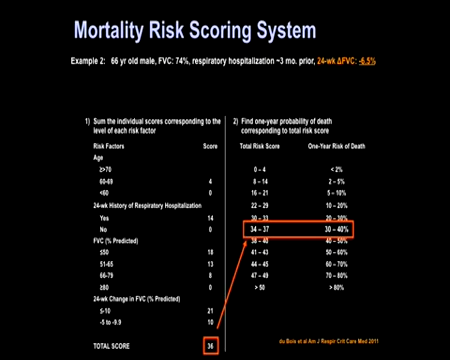 Mortality Risk Scoring System
Example 2: 66 yr old male, FVC: 74%, respiratory hospitalization ~3 mo. prior, 24-wk ΔFVC: -6.5%
1) Sum the individual scores corresponding to the
level of each risk factor
Risk Factors Score
Age
≥>70
60-69 4
<60 0
24-week History of Respiratory Hospitalization
Yes 14
No 0
FVC (% Predicted)
≤50 18
51-65 13
66-79 8
≥80 0
24-week Change in FVC (% Predicted)
≤-10 21
-5 to -9.9 10
TOTAL SCORE 36
2) Find one-year probability of death
corresponding to total risk score
Total Risk Score One-Year Risk of Death
0 – 4 < 2%
8 – 14 2 – 5%
16 – 21 5 – 10%
22 – 29 10 – 20%
30 – 33 20 – 30%
34 – 37 30 – 40%
38 – 40 40 – 50%
41 – 43 50 – 60%
44 – 45 60 – 70%
47 – 49 70 – 80%
> 50 > 80%
du Bois et al Am J Respir Crit Care Med 2011